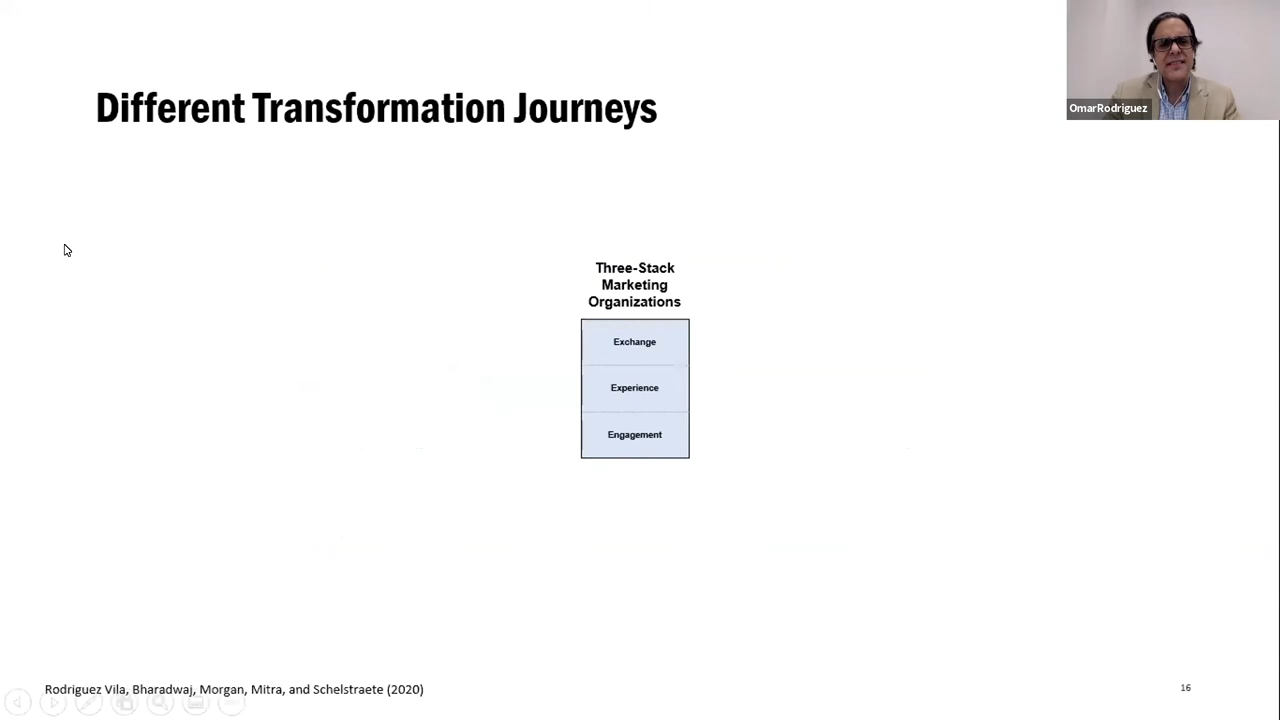 Different Transformation Journeys
OmarRodriguez
Three-Stack
Marketing
Organizations
Exchange
Experience
Engagement
Rodriguez Vila, Bharadwaj, Morgan, Mitra, and Schelstraete (2020)
16